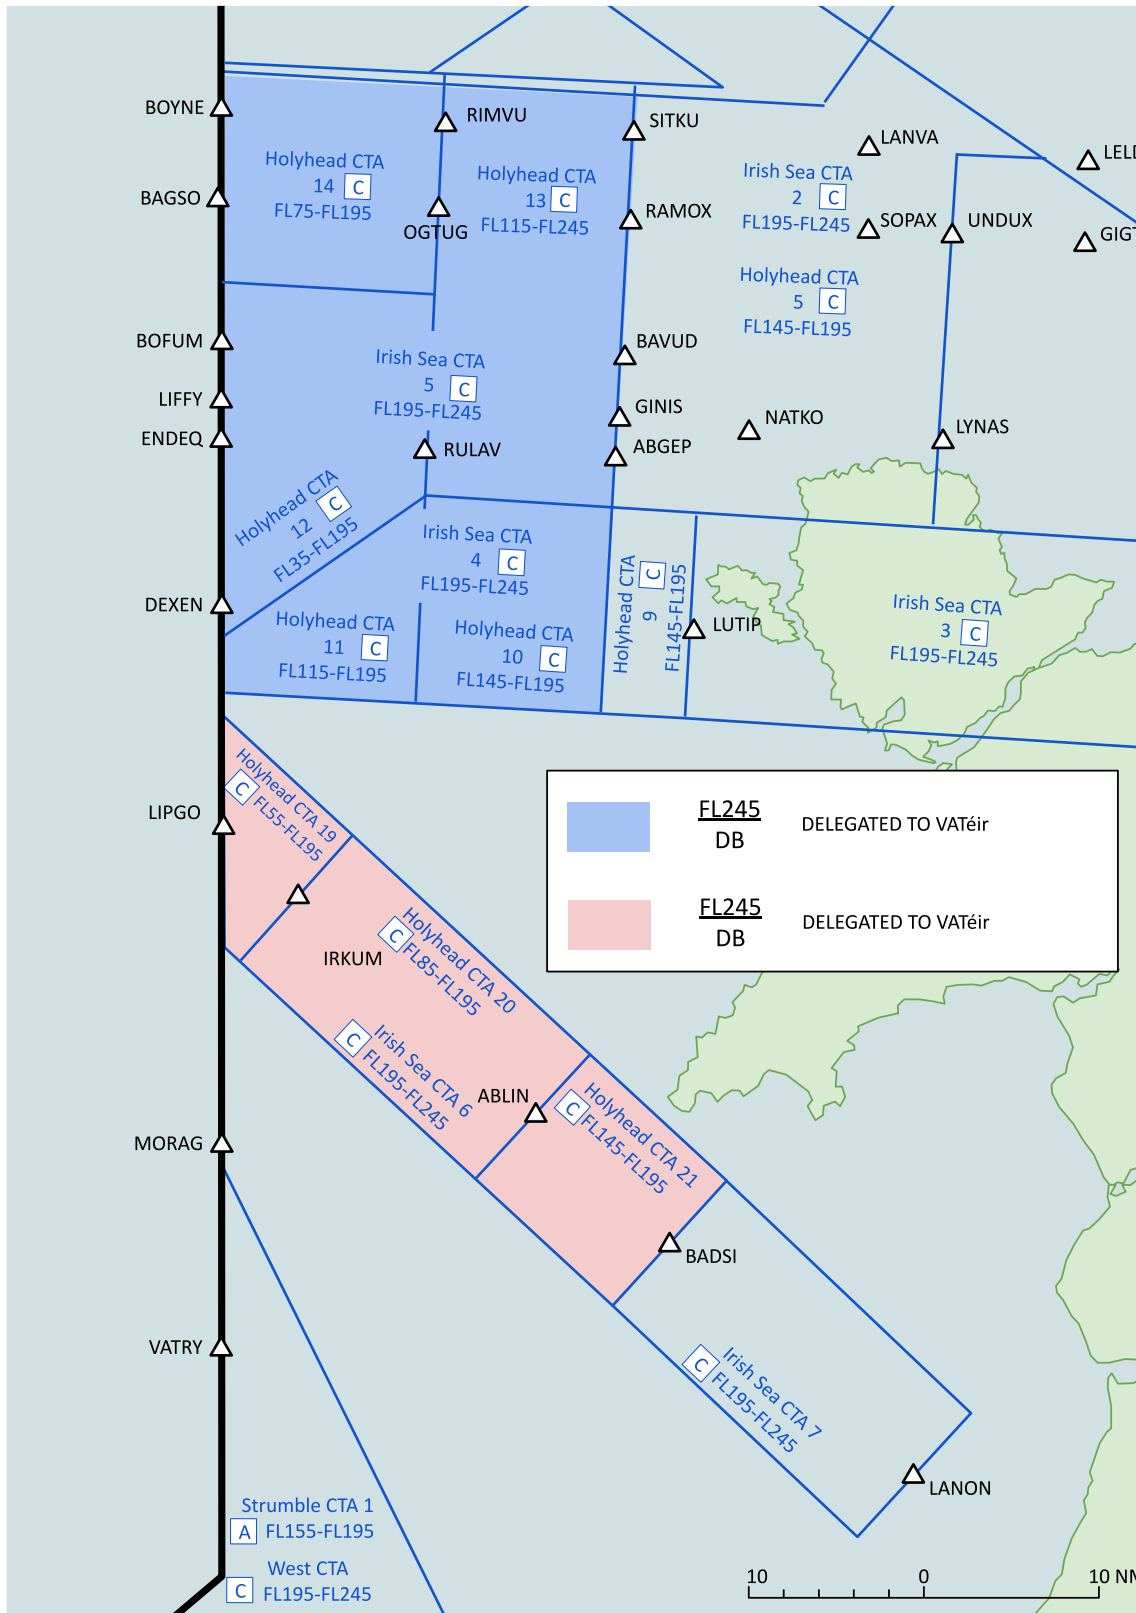 BOYNE
RIMVU
SITKU
LANVA
BAGSO
Holyhead CTA
14 C
FL75-FL195
OGTUG
Holyhead CTA
13 C
FL115-FL245
RAMOX
Irish Sea CTA
2 C
FL195-FL245
SOPAX
UNDUX
Holyhead CTA
5 C
FL145-FL195
BOFUM
LIFFY
ENDEQ
Irish Sea CTA
5 C
FL195-FL245
RULAV
BAVUD
GINIS
ABGEP
NATKO
LYNAS
Holyhead CTA
12 C
FL35-FL195
Irish Sea CTA
4 C
FL195-FL245
DEXEN
Holyhead CTA
11 C
FL115-FL195
Holyhead CTA
10 C
FL145-FL195
Holyhead CTA
9 C
FL145-FL195
LUTIP
Irish Sea CTA
3 C
FL195-FL245
LIPGO
Holyhead CTA 19
C FL55-FL195
IRKUM
Holyhead CTA 20
C FL85-FL195
Irish Sea CTA 6
C FL195-FL245
ABLIN
Holyhead CTA 21
C FL145-FL195
FL245
DB
DELEGATED TO VATéir
FL245
DB
DELEGATED TO VATéir
MORAG
BADSI
VATRY
Irish Sea CTA 7
C FL195-FL245
LANON
Strumble CTA 1
A FL155-FL195
West CTA
C FL195-FL245
10 0 10 NM